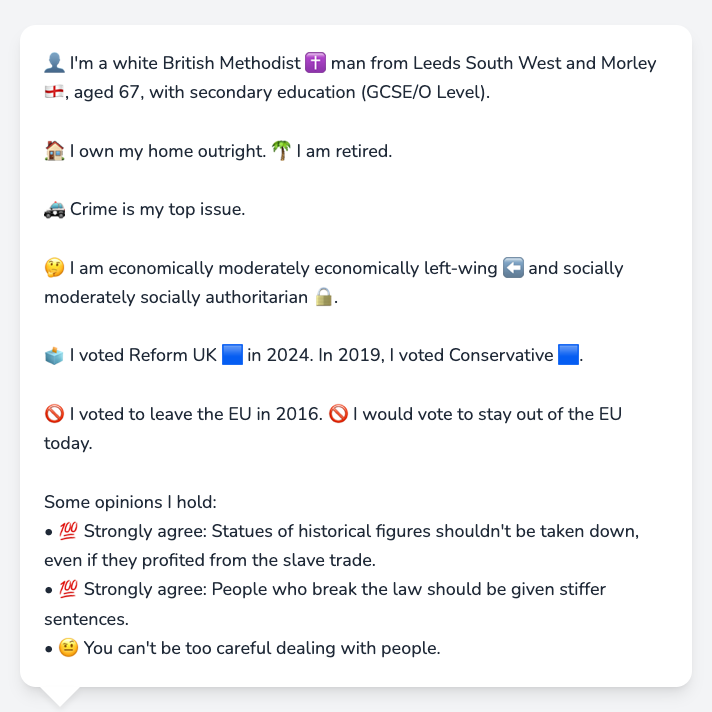 👤 I'm a white British Methodist ✝️ man from Leeds South West and Morley
🏴󠁧󠁢󠁥󠁮󠁧󠁿, aged 67, with secondary education (GCSE/O Level).
🏠 I own my home outright. 🌴 I am retired.
🚓 Crime is my top issue.
🤔 I am economically moderately economically left-wing ⬅️ and socially
moderately socially authoritarian 🔒.
🗳️ I voted Reform UK 🟦 in 2024. In 2019, I voted Conservative 🟦.
🚫 I voted to leave the EU in 2016. 🚫 I would vote to stay out of the EU
today.
Some opinions I hold:
• 💯 Strongly agree: Statues of historical figures shouldn't be taken down,
even if they profited from the slave trade.
• 💯 Strongly agree: People who break the law should be given stiffer
sentences.
• 🤨 You can't be too careful dealing with people.